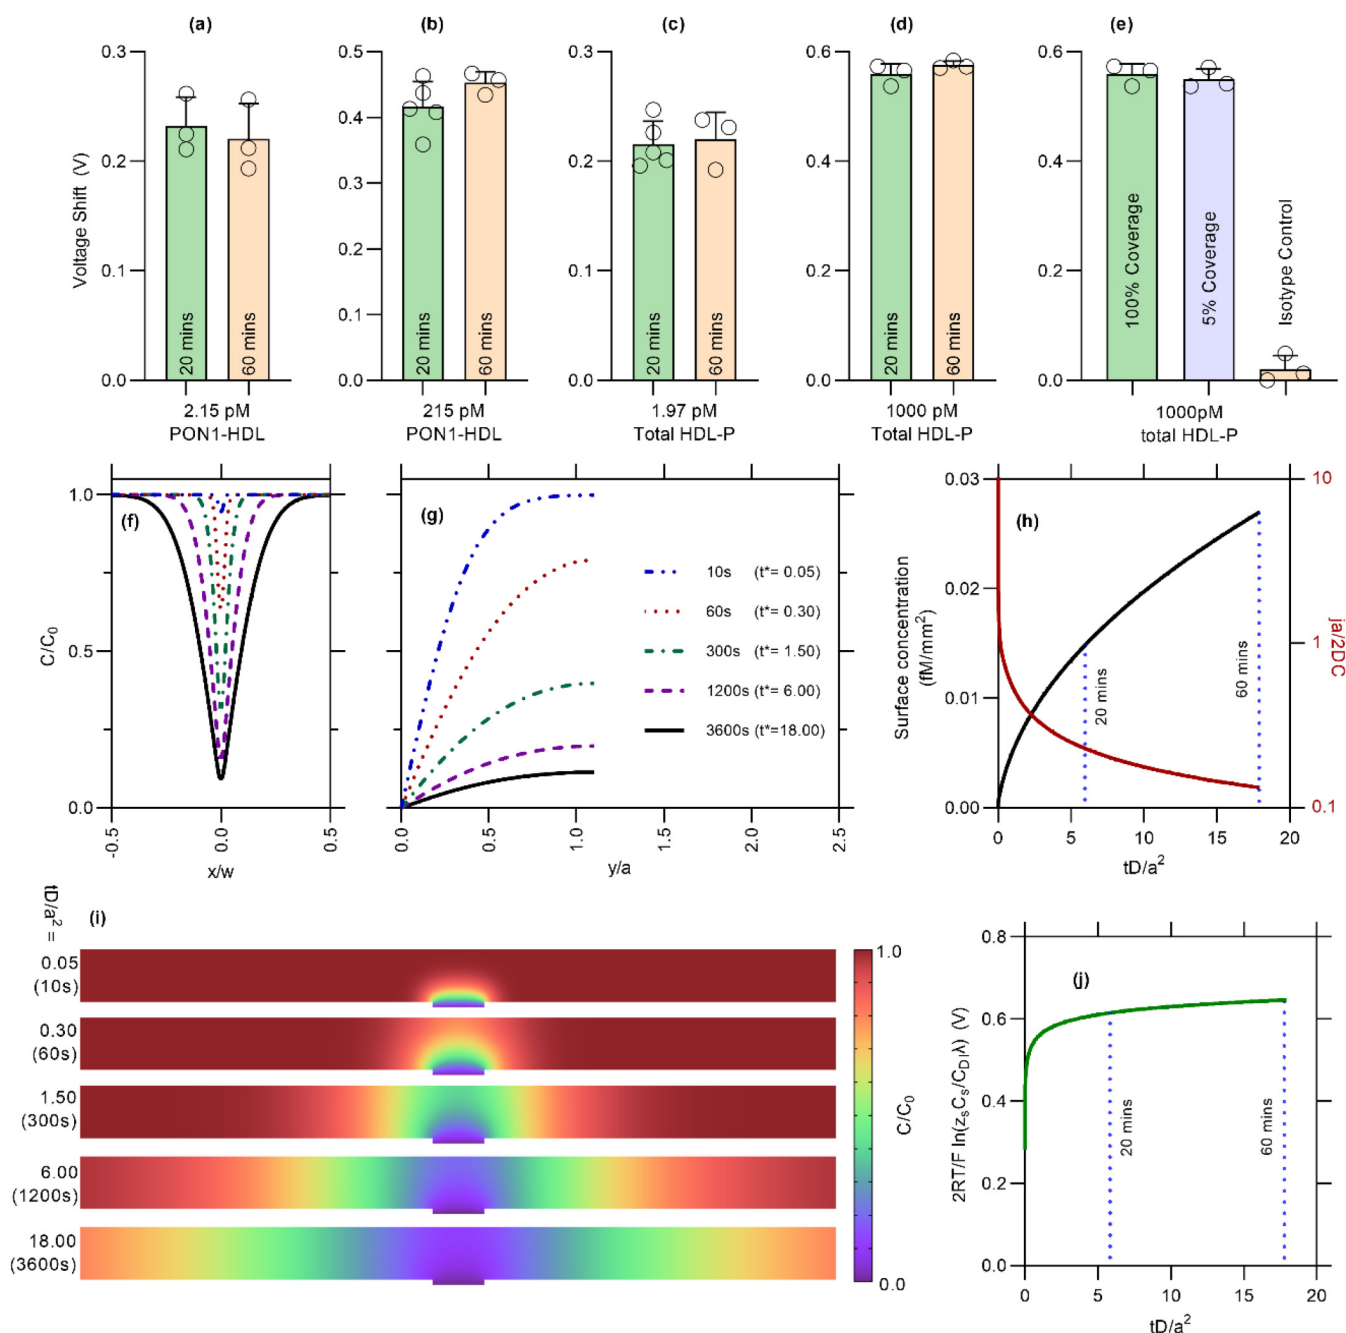 (a)
(b)
(c)
(d)
(e)
Voltage Shift (V)
0.3
0.2
0.1
0.0
20 mins
60 mins
2.15 pM
PON1-HDL
0.5
0.4
0.3
0.2
0.1
0.0
20 mins
60 mins
215 pM
PON1-HDL
0.3
0.2
0.1
0.0
20 mins
60 mins
1.97 pM
Total HDL-P
0.6
0.4
0.2
0.0
20 mins
60 mins
1000 pM
Total HDL-P
0.6
0.4
0.2
0.0
100% Coverage
5% Coverage
Isotype Control
1000pM
total HDL-P
(f)
C/C0
1.0
0.5
0.0
-0.5
0.0
0.5
x/w
(g)
10s (t*= 0.05)
60s (t*= 0.30)
300s (t*= 1.50)
1200s (t*= 6.00)
3600s (t*=18.00)
0.0
0.5
1.0
1.5
2.0
2.5
y/a
(h)
Surface concentration
(fM/mm²)
0.03
0.02
0.01
0.00
20 mins
60 mins
10
1
0.1
ja/2DC
0
5
10
15
20
tD/a²
(i)
tD/a² =
0.05
(10s)
0.30
(60s)
1.50
(300s)
6.00
(1200s)
18.00
(3600s)
1.0
C/C0
0.0
(j)
2RT/F ln(zsCs/CD|λ) (V)
0.8
0.6
0.4
0.2
0.0
20 mins
60 mins
0
5
10
15
20
tD/a²